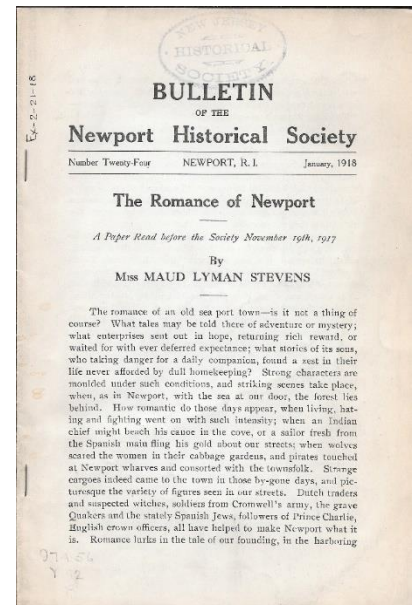 NEW JERSEY
HISTORICAL
SOCIETY
Ex-2-21-18
BULLETIN
OF THE
Newport Historical Society
Number Twenty-Four NEWPORT, R. I. January, 1918
The Romance of Newport
A Paper Read before the Society November 19th, 1917
By
MISS MAUD LYMAN STEVENS
The romance of an old sea port town—is it not a thing of
course? What tales may be told there of adventure or mystery;
what enterprises sent out in hope, returning rich reward, or
waited for with ever deferred expectance; what stories of its sons,
who taking danger for a daily companion, found a zest in their
life never afforded by dull homekeeping? Strong characters are
moulded under such conditions, and striking scenes take place,
when, as in Newport, with the sea at our door, the forest lies
behind. How romantic do those days appear, when living, hat-
ing and fighting went on with such intensity; when an Indian
chief might beach his canoe in the cove, or a sailor fresh from
the Spanish main fling his gold about our streets; when wolves
scared the women in their cabbage gardens, and pirates touched
at Newport wharves and consorted with the townsfolk. Strange
cargoes indeed came to the town in those by-gone days, and pic-
turesque the variety of figures seen in our streets. Dutch traders
and suspected witches, soldiers from Cromwell's army, the grave
Quakers and the stately Spanish Jews, followers of Prince Charlie,
English crown officers, all have helped to make Newport what it
is. Romance lurks in the tale of our founding, in the harboring